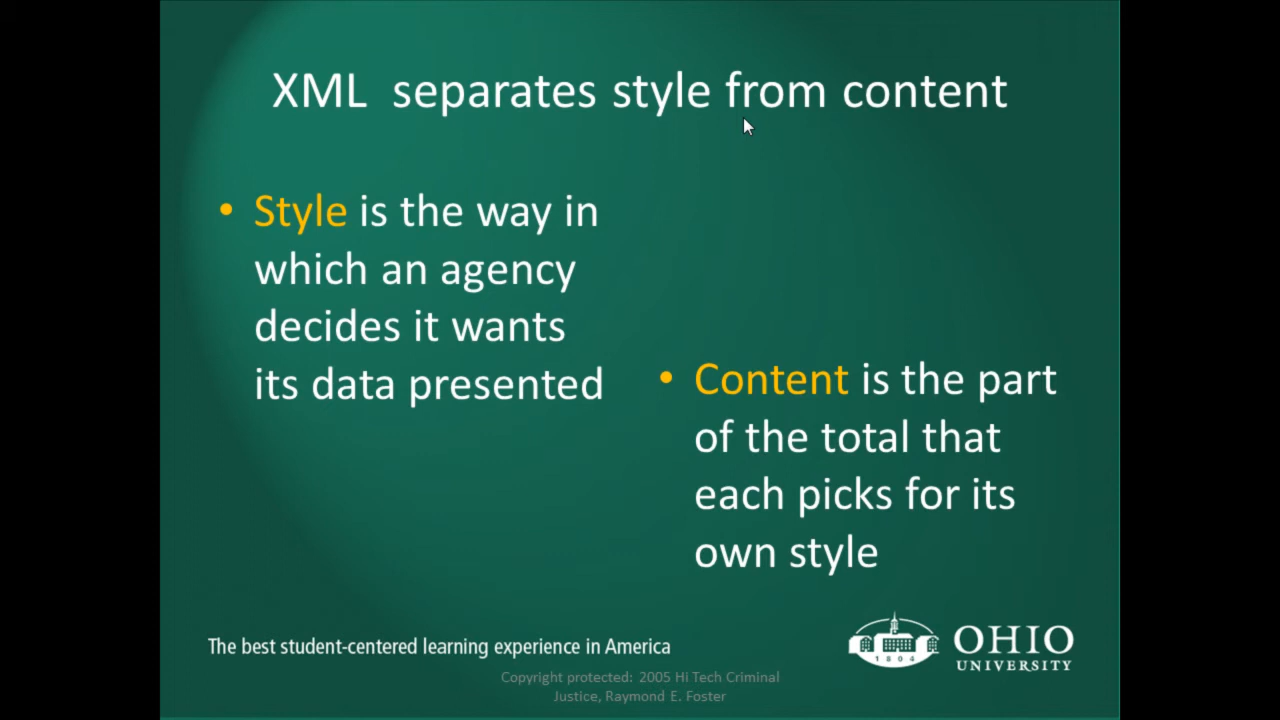 XML separates style from content
• Style is the way in
which an agency
decides it wants
its data presented
• Content is the part
of the total that
each picks for its
own style
The best student-centered learning experience in America
1804
OHIO
UNIVERSITY
Copyright protected: 2005 Hi Tech Criminal
Justice, Raymond E. Foster